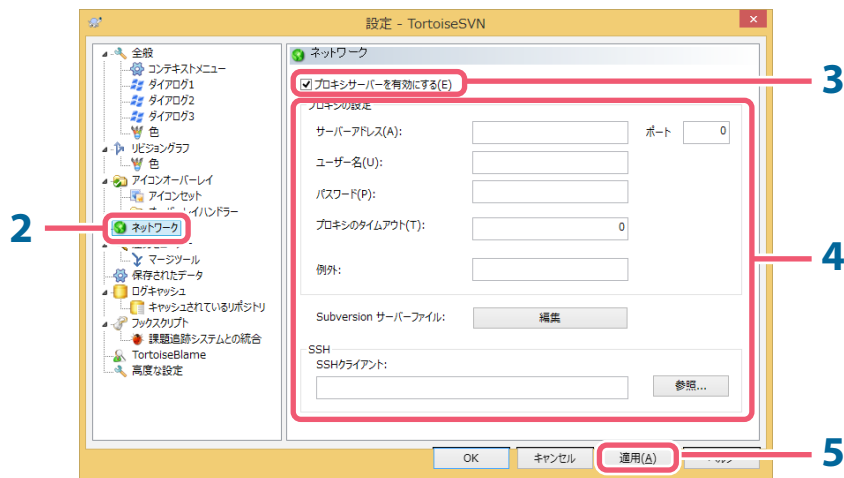 設定 - TortoiseSVN
全般
コンテキストメニュー
ダイアログ1
ダイアログ2
ダイアログ3
色
リビジョングラフ
色
アイコンオーバーレイ
アイコンセット
ハンドラー
ネットワーク
マージツール
保存されたデータ
ログキャッシュ
キャッシュされているリポジトリ
フックスクリプト
課題追跡システムとの統合
TortoiseBlame
高度な設定
ネットワーク
プロキシサーバーを有効にする(E)
プロキシの設定
サーバーアドレス(A): ポート 0
ユーザー名(U):
パスワード(P):
プロキシのタイムアウト(T): 0
例外:
Subversion サーバーファイル: 編集
SSH
SSHクライアント:
参照...
OK キャンセル 適用(A)
2
3
4
5